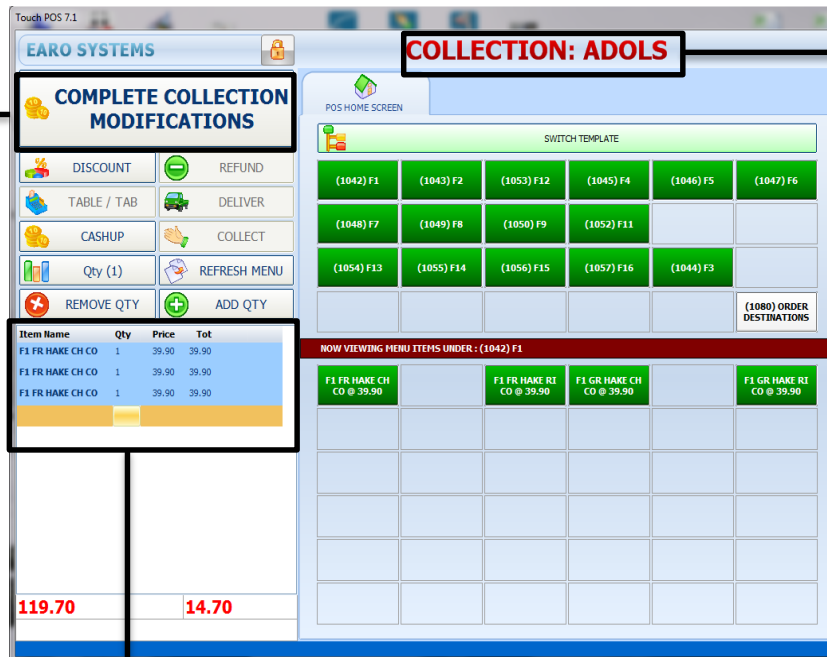 Touch POS 7.1
EARO SYSTEMS
COLLECTION: ADOLS
COMPLETE COLLECTION
MODIFICATIONS
POS HOME SCREEN
SWITCH TEMPLATE
DISCOUNT
REFUND
TABLE / TAB
DELIVER
CASHUP
COLLECT
Qty (1)
REFRESH MENU
REMOVE QTY
ADD QTY
(1042) F1
(1043) F2
(1053) F12
(1045) F4
(1046) F5
(1047) F6
(1048) F7
(1049) F8
(1050) F9
(1052) F11
(1054) F13
(1055) F14
(1056) F15
(1057) F16
(1044) F3
(1080) ORDER
DESTINATIONS
Item Name Qty Price Tot
F1 FR HAKE CH CO 1 39.90 39.90
F1 FR HAKE CH CO 1 39.90 39.90
F1 FR HAKE CH CO 1 39.90 39.90
NOW VIEWING MENU ITEMS UNDER : (1042) F1
F1 FR HAKE CH
CO @ 39.90
F1 FR HAKE RI
CO @ 39.90
F1 GR HAKE CH
CO @ 39.90
F1 GR HAKE RI
CO @ 39.90
119.70
14.70